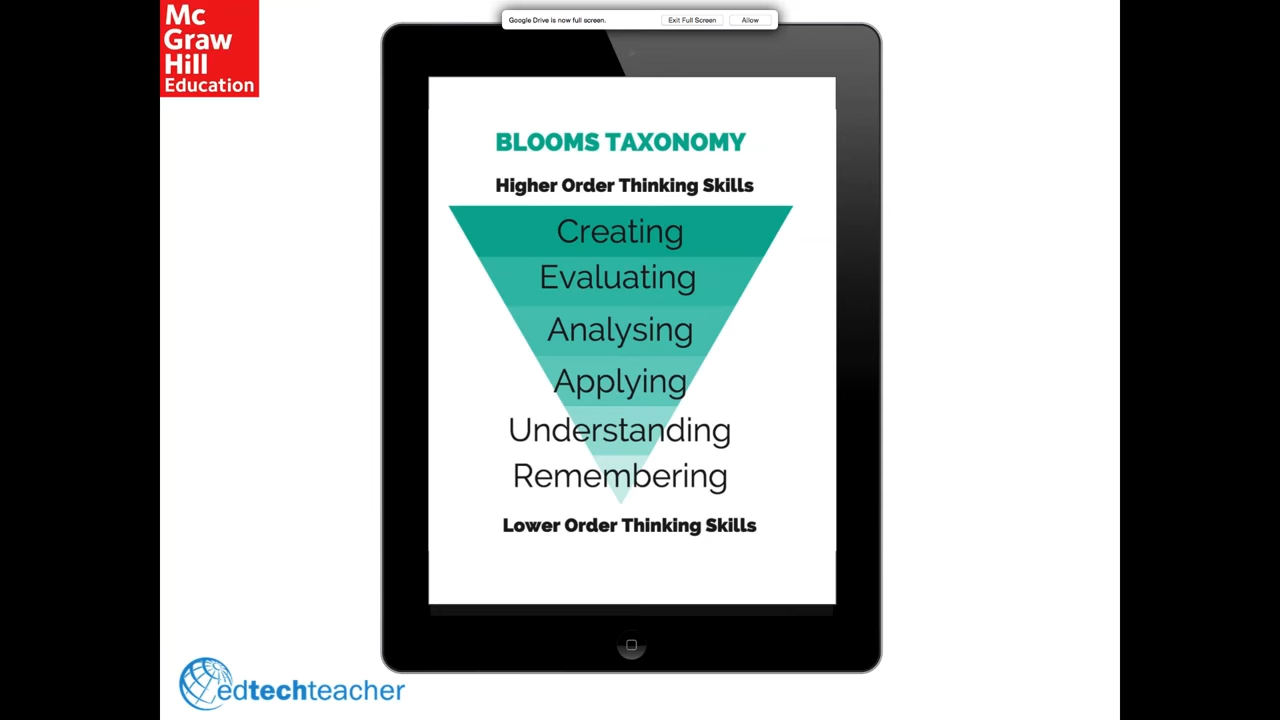 Mc
Graw
Hill
Education
Google Drive is now full screen.
Exit Full Screen
Allow
BLOOMS TAXONOMY
Higher Order Thinking Skills
Creating
Evaluating
Analysing
Applying
Understanding
Remembering
Lower Order Thinking Skills
edtechteacher